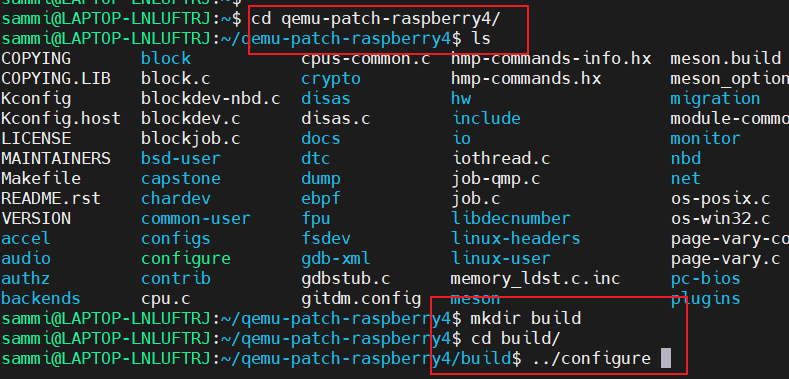 sammi@LAPTOP-LNLUFTRJ:~$ cd qemu-patch-raspberry4/
sammi@LAPTOP-LNLUFTRJ:~/qemu-patch-raspberry4$ ls
COPYING block cpus-common.c hmp-commands-info.hx meson.build
COPYING.LIB block.c crypto hmp-commands.hx meson_option
Kconfig blockdev-nbd.c disas hw migration
Kconfig.host blockdev.c disas.c include module-commo
LICENSE blockjob.c docs io monitor
MAINTAINERS bsd-user dtc iothread.c nbd
Makefile capstone dump job-qmp.c net
README.rst chardev ebpf job.c os-posix.c
VERSION common-user fpu libdecnumber os-win32.c
accel configs fsdev linux-headers page-vary-co
audio configure gdb-xml linux-user page-vary.c
authz contrib gdbstub.c memory_ldst.c.inc pc-bios
backends cpu.c gitdm.config meson plugins
sammi@LAPTOP-LNLUFTRJ:~/qemu-patch-raspberry4$ mkdir build
sammi@LAPTOP-LNLUFTRJ:~/qemu-patch-raspberry4$ cd build/
sammi@LAPTOP-LNLUFTRJ:~/qemu-patch-raspberry4/build$ ../configure